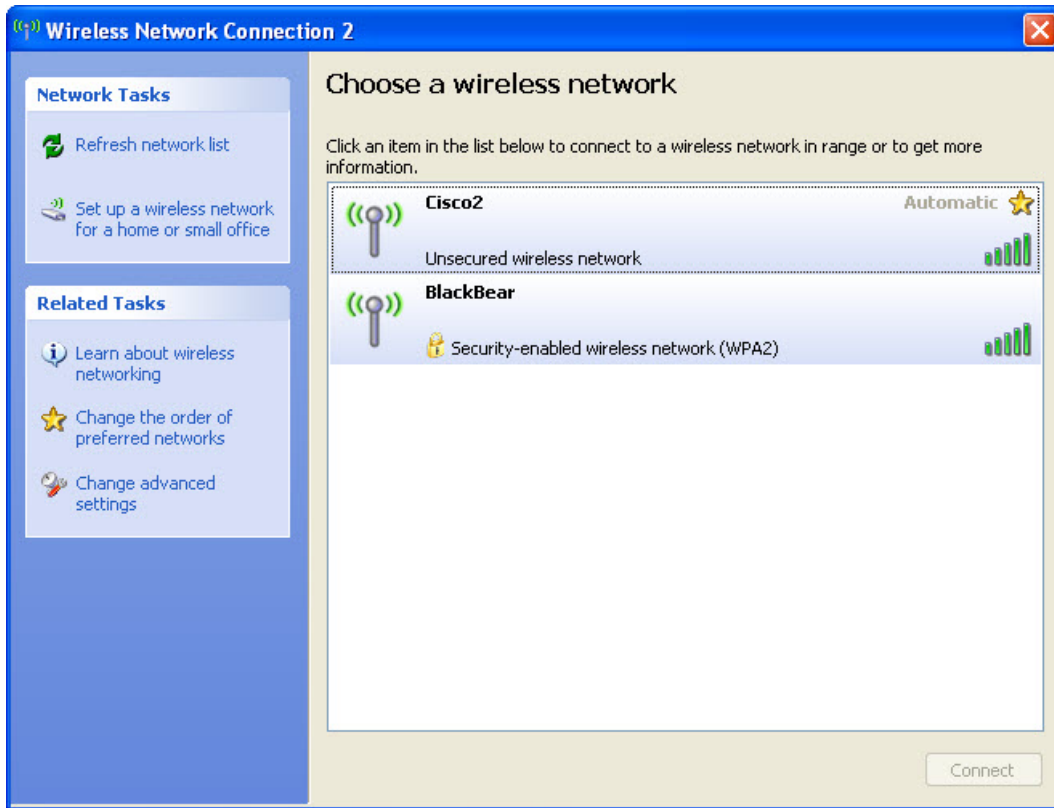 Wireless Network Connection 2
Network Tasks
Refresh network list
Set up a wireless network
for a home or small office
Related Tasks
Learn about wireless
networking
Change the order of
preferred networks
Change advanced
settings
Choose a wireless network
Click an item in the list below to connect to a wireless network in range or to get more
information.
Cisco2 Automatic
Unsecured wireless network
BlackBear
Security-enabled wireless network (WPA2)
Connect